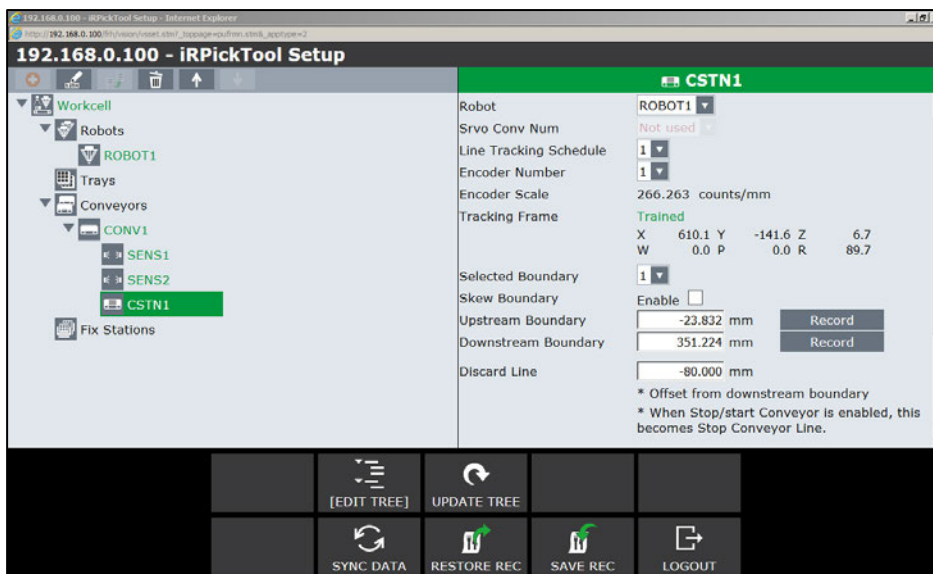 192.168.0.100 - iRPickTool Setup - Internet Explorer
192.168.0.100 - iRPickTool Setup
CSTN1
Workcell
Robots
ROBOT1
Trays
Conveyors
CONV1
SENS1
SENS2
CSTN1
Fix Stations
Robot ROBOT1
Srvo Conv Num Not used
Line Tracking Schedule 1
Encoder Number 1
Encoder Scale 266.263 counts/mm
Tracking Frame Trained
X 610.1 Y -141.6 Z 6.7
W 0.0 P 0.0 R 89.7
Selected Boundary 1
Skew Boundary Enable
Upstream Boundary -23.832 mm Record
Downstream Boundary 351.224 mm Record
Discard Line -80.000 mm
* Offset from downstream boundary
* When Stop/start Conveyor is enabled, this
becomes Stop Conveyor Line.
[EDIT TREE] UPDATE TREE
SYNC DATA RESTORE REC SAVE REC LOGOUT